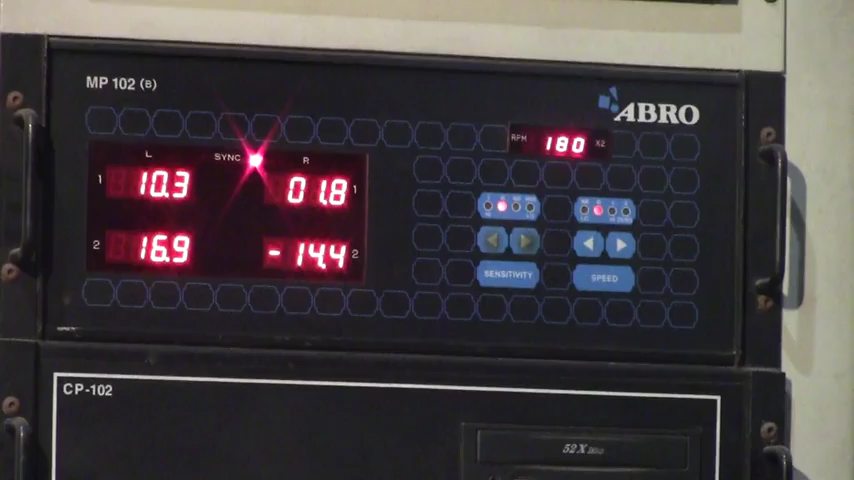 MP 102 (B)
ABRO
RPM 180 X2
L SYNC R
1 10.3 01.8 1
2 16.9 -14.4 2
SENSITIVITY
SPEED
CP-102
52X